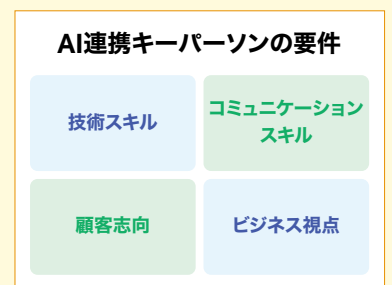 AI連携キーパーソンの要件
技術スキル
コミュニケーション
スキル
顧客志向
ビジネス視点